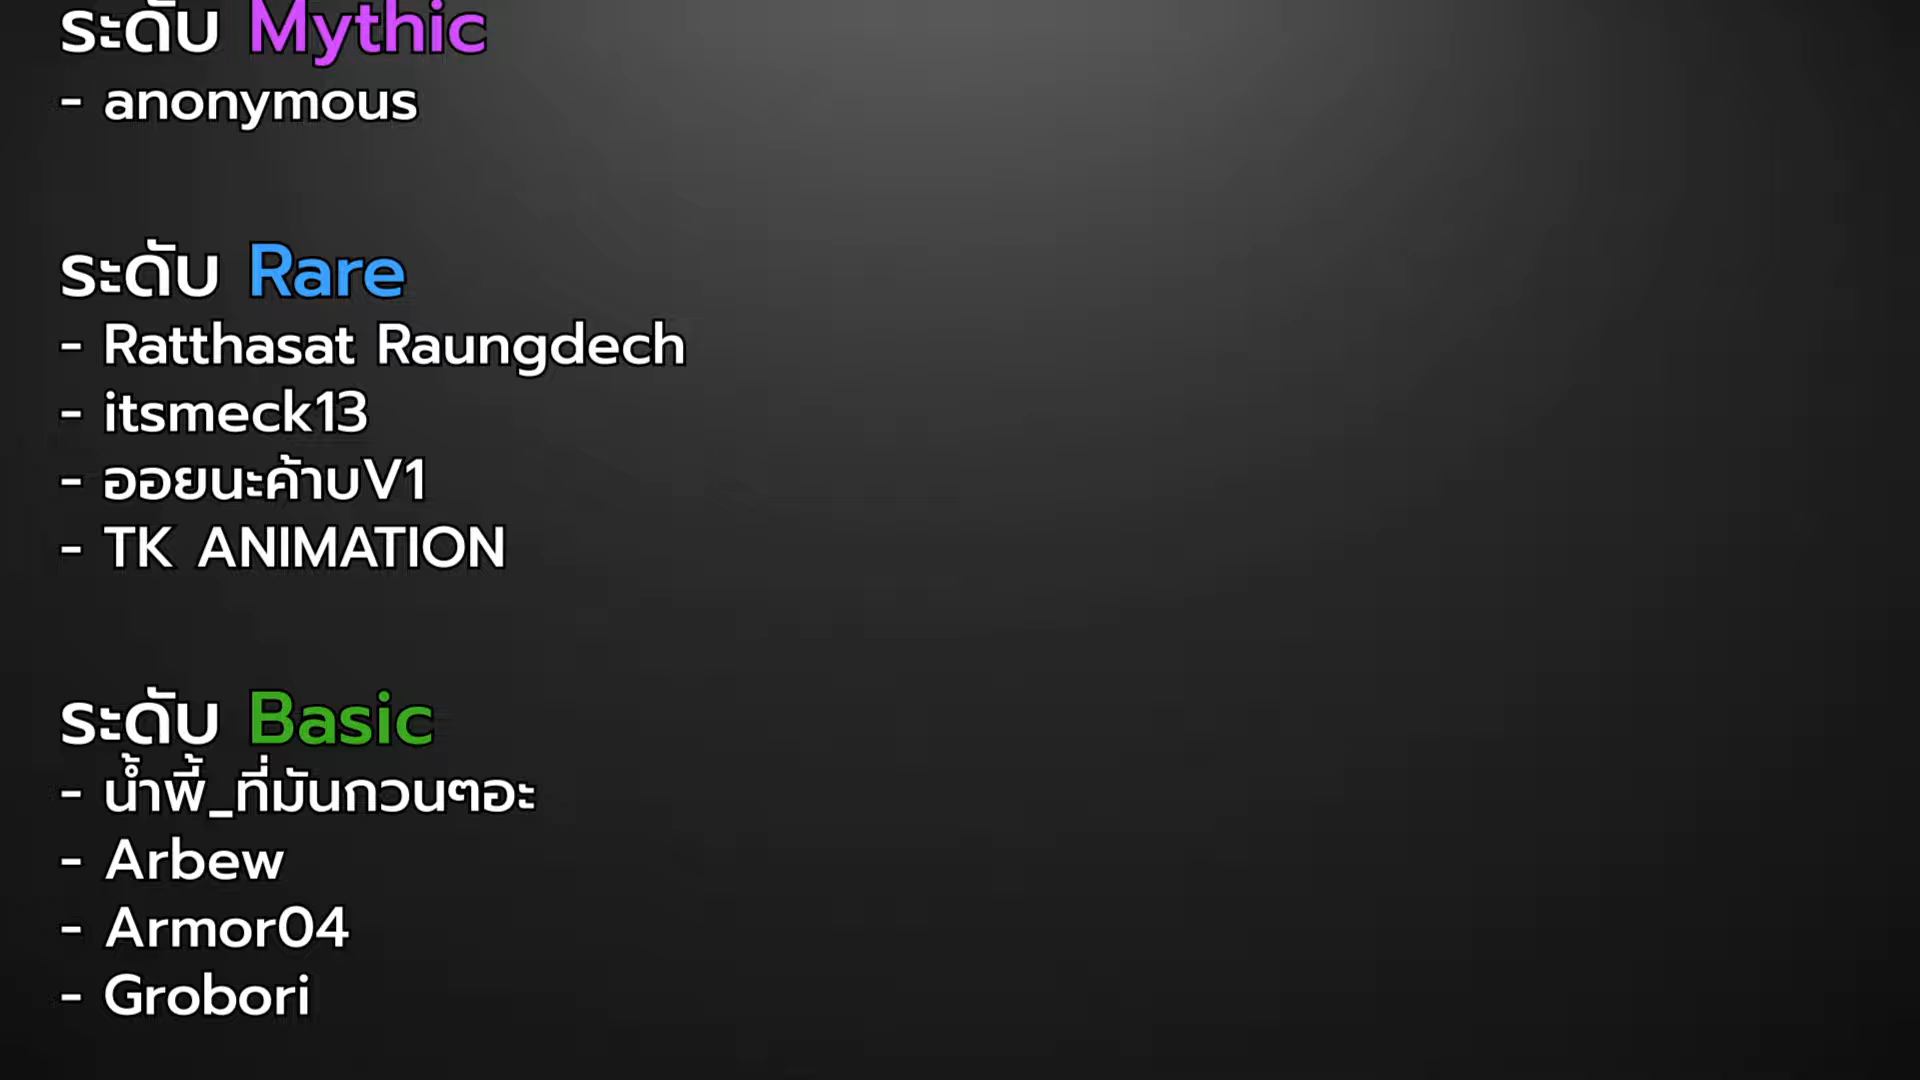 ระดับ Mythic
- anonymous
ระดับ Rare
- Ratthasat Raungdech
- itsmeck13
- ออยนะค้าบV1
- TK ANIMATION
ระดับ Basic
- น้ำพี้_ที่มันกวนๆอะ
- Arbew
- Armor04
- Grobori